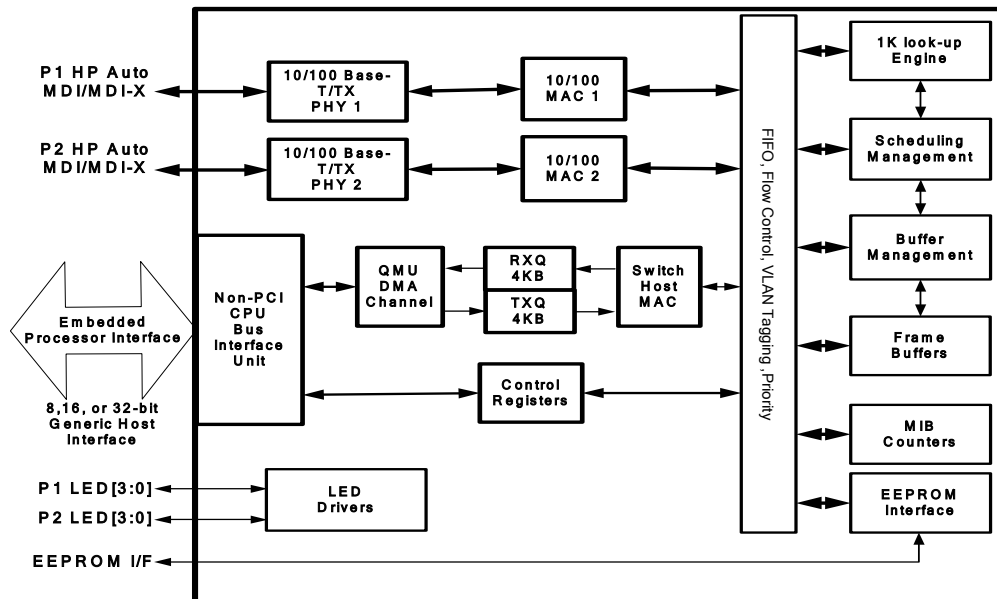 P1 HP Auto
MDI/MDI-X
10/100 Base-
T/TX
PHY 1
10/100
MAC 1
P2 HP Auto
MDI/MDI-X
10/100 Base-
T/TX
PHY 2
10/100
MAC 2
Embedded
Processor Interface
8,16, or 32-bit
Generic Host
Interface
Non-PCI
CPU
Bus
Interface
Unit
QMU
DMA
Channel
RXQ
4KB
TXQ
4KB
Switch
Host
MAC
Control
Registers
P1 LED[3:0]
P2 LED[3:0]
LED
Drivers
EEPROM I/F
FIFO, Flow Control, VLAN Tagging ,Priority
1K look-up
Engine
Scheduling
Management
Buffer
Management
Frame
Buffers
MIB
Counters
EEPROM
Interface